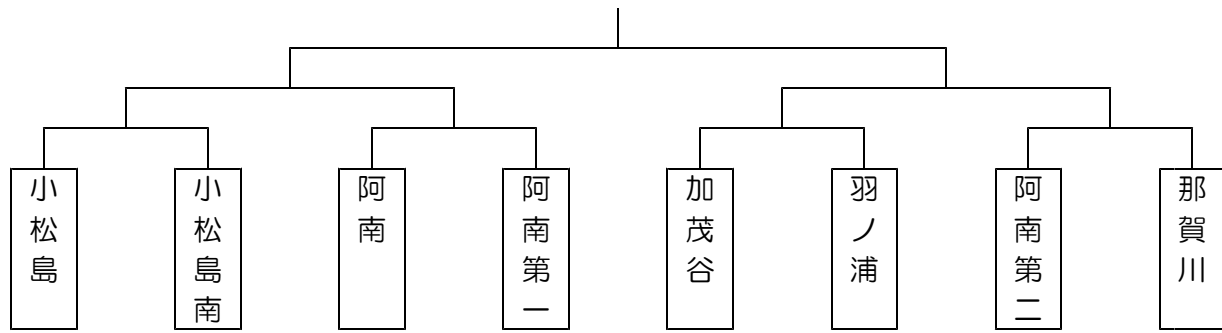 小松島
小松島南
阿南
阿南第一
加茂谷
羽ノ浦
阿南第二
那賀川